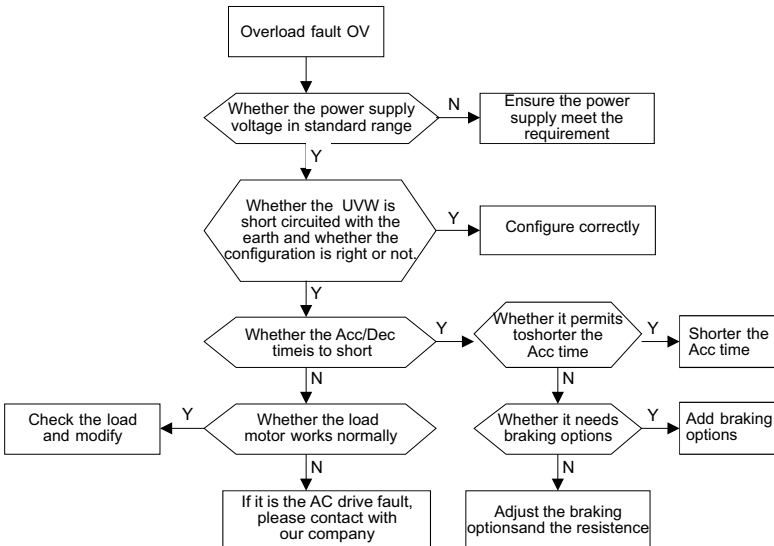 Overload fault OV
Whether the power supply
voltage in standard range
N
Ensure the power
supply meet the
requirement
Y
Whether the UVW is
short circuited with the
earth and whether the
configuration is right or not.
Y
Configure correctly
Y
Whether the Acc/Dec
timeis to short
Y
Whether it permits
toshorter the
Acc time
Y
Shorter the
Acc time
N
N
Check the load
and modify
Y
Whether the load
motor works normally
Whether it needs
braking options
Y
Add braking
options
N
N
If it is the AC drive fault,
please contact with
our company
Adjust the braking
optionsand the resistence